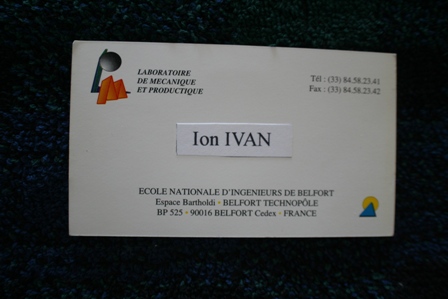 LABORATOIRE
DE MECANIQUE
ET PRODUCTIQUE
Tél : (33) 84.58.23.41
Fax : (33) 84.58.23.42
Ion IVAN
ECOLE NATIONALE D'INGENIEURS DE BELFORT
Espace Bartholdi • BELFORT TECHNOPÔLE
BP 525 • 90016 BELFORT Cedex • FRANCE